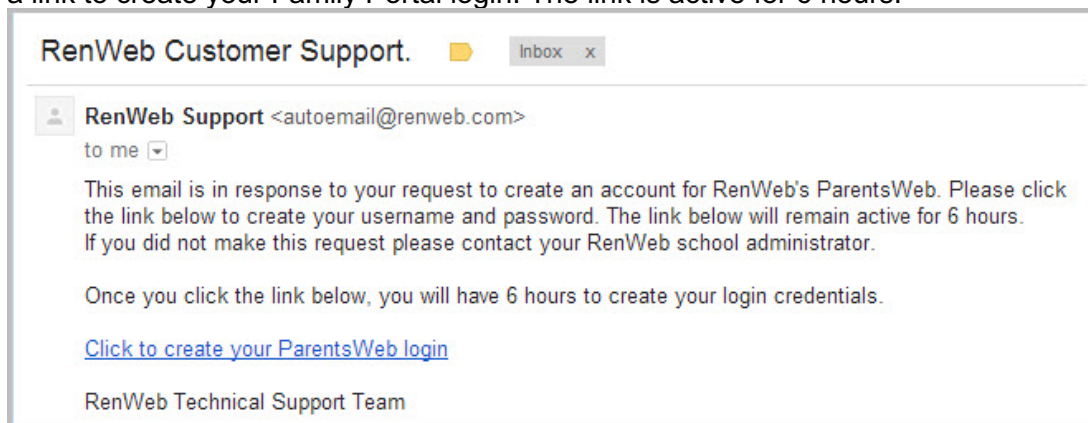 a link to create your Family Portal login. The link is active for 6 hours.
RenWeb Customer Support.
Inbox x
RenWeb Support <autoemail@renweb.com>
to me
This email is in response to your request to create an account for RenWeb's ParentsWeb. Please click
the link below to create your username and password. The link below will remain active for 6 hours.
If you did not make this request please contact your RenWeb school administrator.
Once you click the link below, you will have 6 hours to create your login credentials.
Click to create your ParentsWeb login
RenWeb Technical Support Team